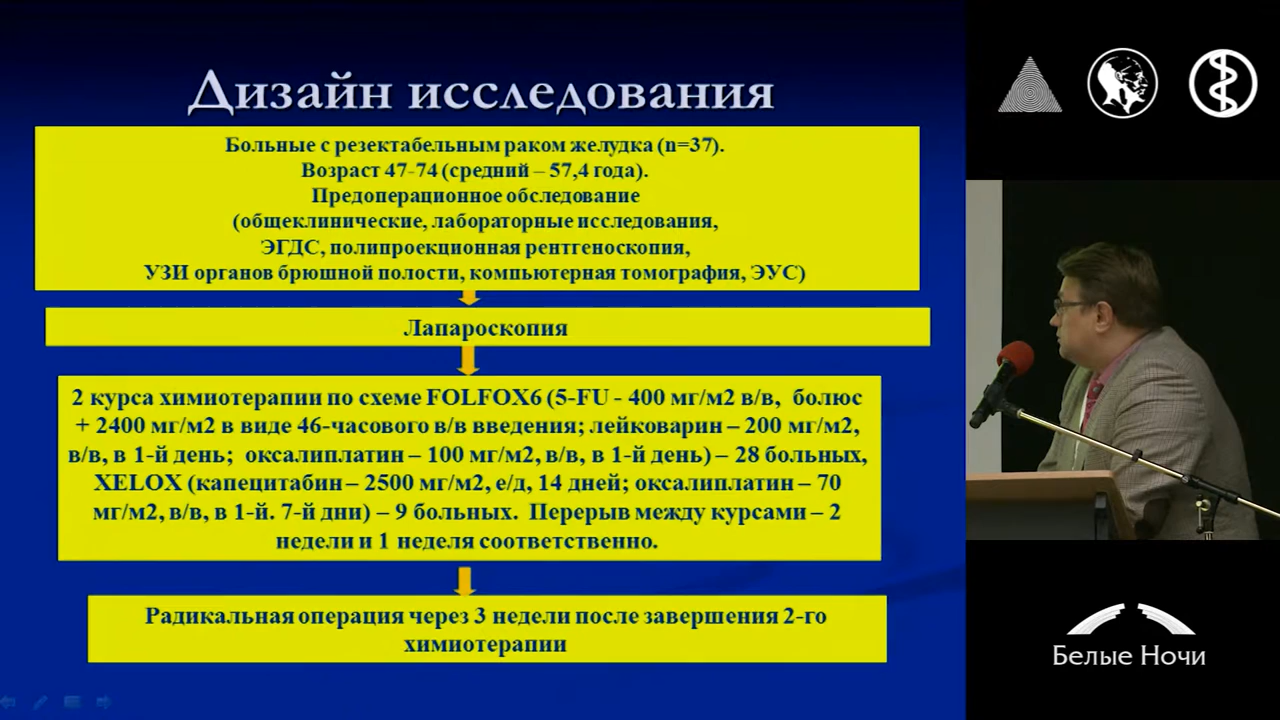 Дизайн исследования
Больные с резектабельным раком желудка (n=37).
Возраст 47-74 (средний – 57,4 года).
Предоперационное обследование
(общеклинические, лабораторные исследования,
ЭГДС, полипроекционная рентгеноскопия,
УЗИ органов брюшной полости, компьютерная томография, ЭУС)
Лапароскопия
2 курса химиотерапии по схеме FOLFOX6 (5-FU - 400 мг/м2 в/в, болюс
+ 2400 мг/м2 в виде 46-часового в/в введения; лейковарин – 200 мг/м2,
в/в, в 1-й день; оксалиплатин – 100 мг/м2, в/в, в 1-й день) – 28 больных,
XELOX (капецитабин – 2500 мг/м2, е/д, 14 дней; оксалиплатин – 70
мг/м2, в/в, в 1-й. 7-й дни) – 9 больных. Перерыв между курсами – 2
недели и 1 неделя соответственно.
Радикальная операция через 3 недели после завершения 2-го
химиотерапии
Белые Ночи